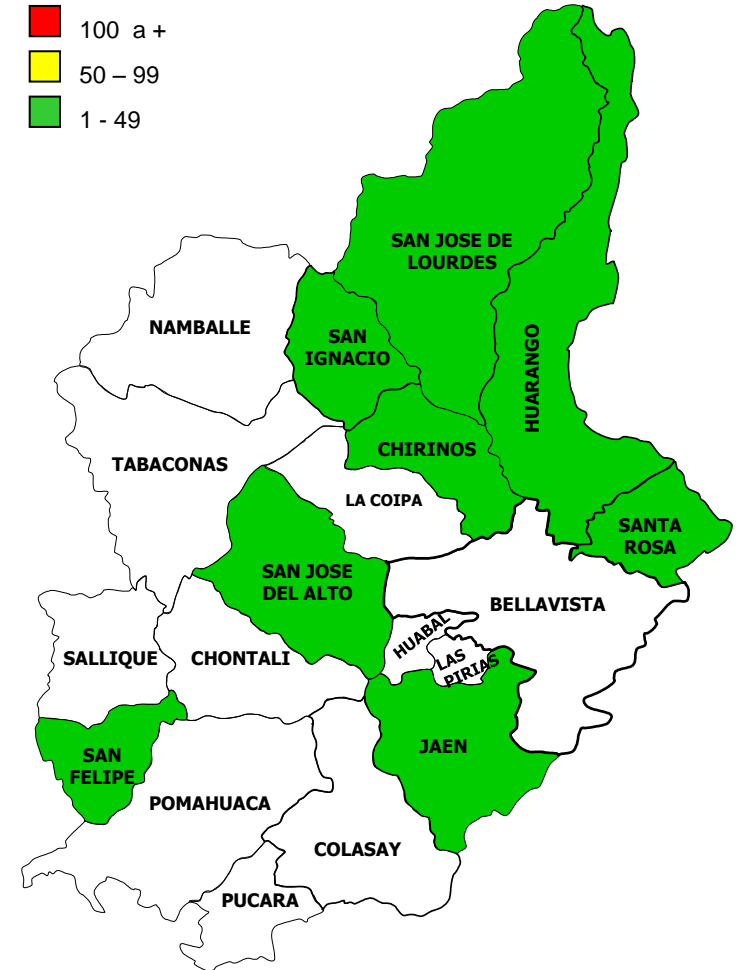 100 a +
50 – 99
1 - 49
SAN JOSE DE
LOURDES
NAMBALLE
SAN
IGNACIO
HUARANGO
CHIRINOS
TABACONAS
LA COIPA
SANTA
ROSA
SAN JOSE
DEL ALTO
BELLAVISTA
HUABAL
SALLIQUE
CHONTALI
LAS
PIRIAS
JAEN
SAN
FELIPE
POMAHUACA
COLASAY
PUCARA